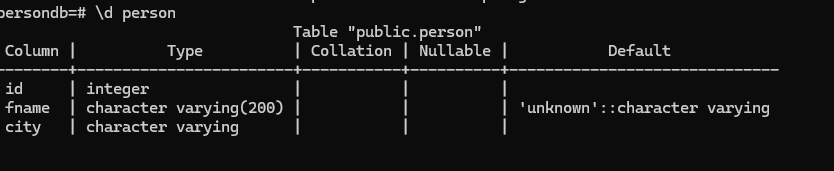 persondb=# \d person
Table "public.person"
Column | Type | Collation | Nullable | Default
--------+------------------------+-----------+----------+------------------------------
id | integer | | |
fname | character varying(200) | | | 'unknown'::character varying
city | character varying | | |